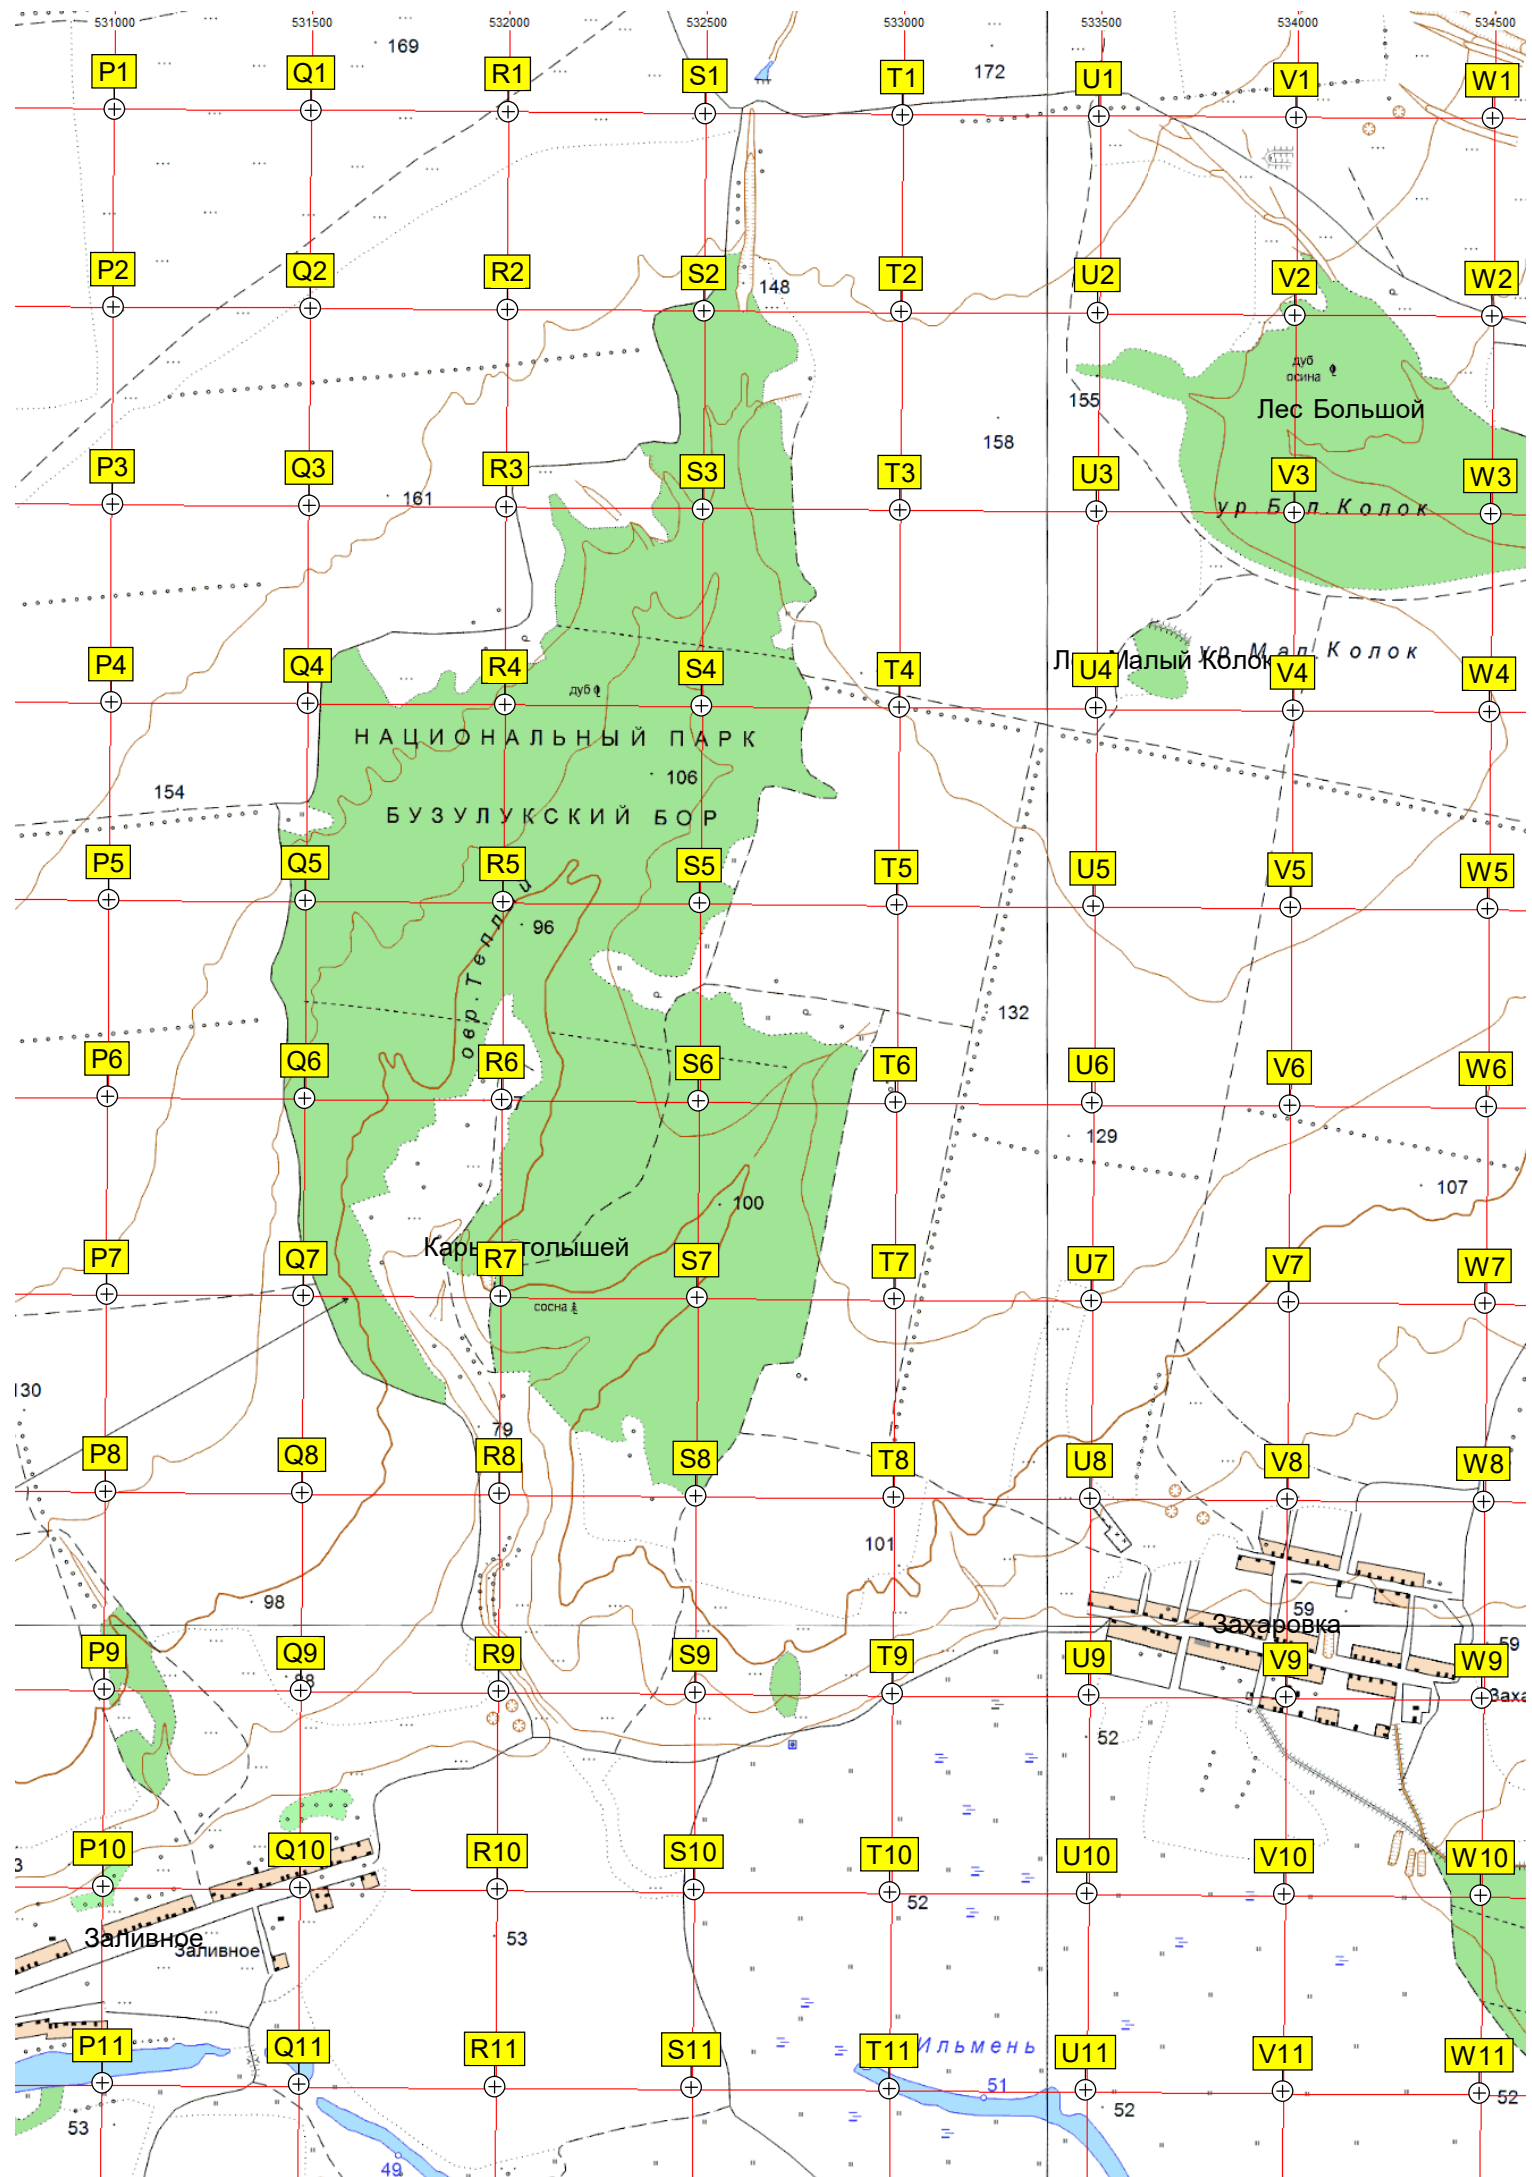 531000 531500 532000 532500 533000 533500 534000 534500
169 172
P1 Q1 R1 S1 T1 U1 V1 W1
P2 Q2 R2 S2 T2 U2 V2 W2
148
дуб
осина
155
Лес Большой
158
P3 Q3 R3 S3 T3 U3 V3 W3
161
P4 Q4 R4 S4 T4 U4 V4 W4
Малый Колок
ур. Мал. Колок
дуб
НАЦИОНАЛЬНЫЙ ПАРК
106
154
БУЗУЛУКСКИЙ БОР
P5 Q5 R5 S5 T5 U5 V5 W5
96
132
P6 Q6 R6 S6 T6 U6 V6 W6
129
107
100
P7 Q7 R7 S7 T7 U7 V7 W7
сосна
130
79
P8 Q8 R8 S8 T8 U8 V8 W8
101
98
59
Захаровка
59
P9 Q9 R9 S9 T9 U9 V9 W9
52
P10 Q10 R10 S10 T10 U10 V10 W10
52
53
Заливное
Заливное
P11 Q11 R11 S11 T11 U11 V11 W11
Ильмень
51
53 52 52
49